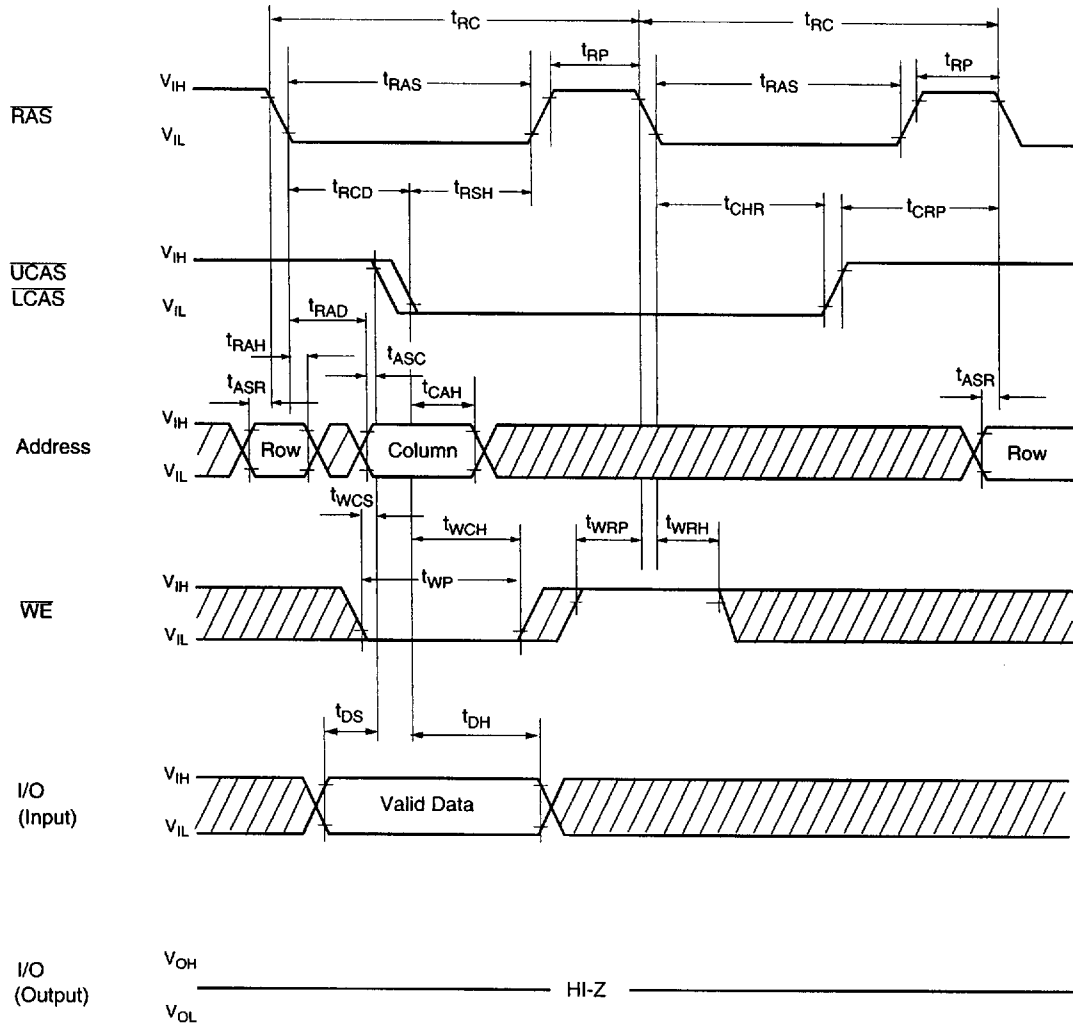 tRC tRC
tRP tRP
tRAS tRAS
VIH
RAS
VIL
tRCD tRSH
tCHR tCRP
VIH
UCAS
LCAS
VIL
tRAD
tRAH
tASC
tASR tCAH tASR
VIH
Address Row Column Row
VIL
tWCS
tWCH tWRP tWRH
tWP
VIH
WE
VIL
tDS tDH
VIH
I/O
(Input)
Valid Data
VIL
VOH
I/O
(Output)
HI-Z
VOL